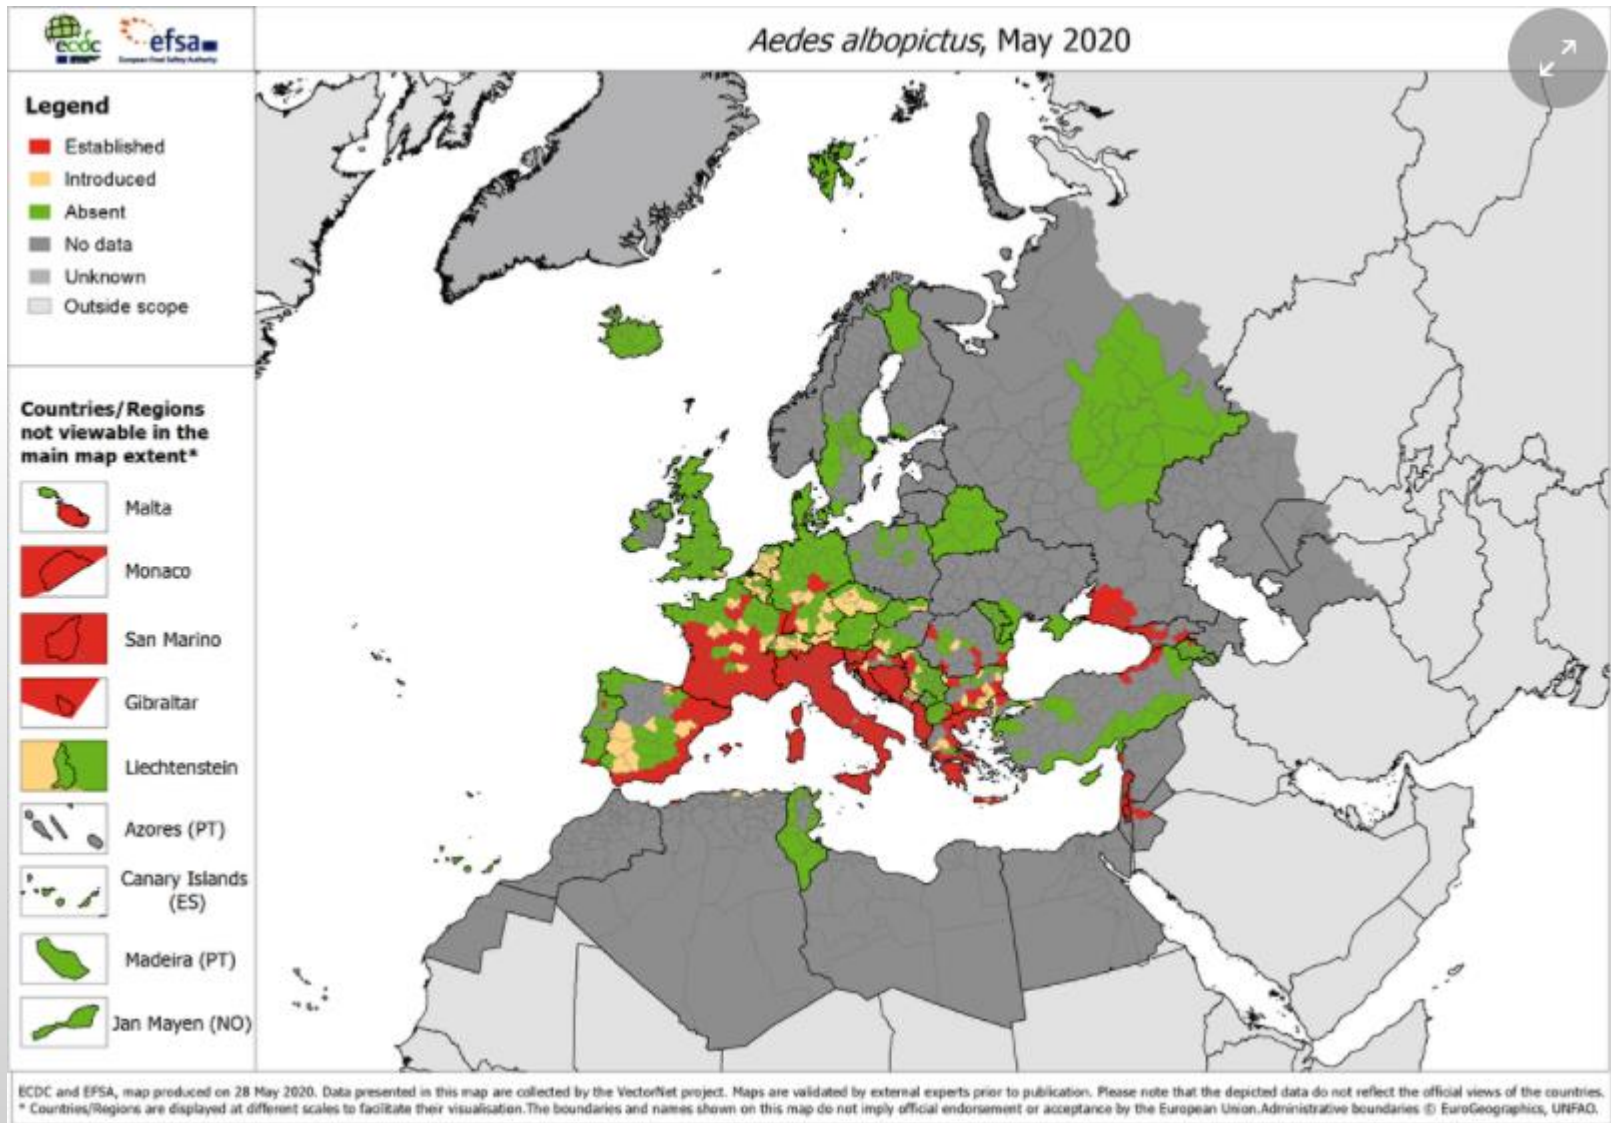 ecdc
efsa
European Food Safety Authority
Aedes albopictus, May 2020
Legend
Established
Introduced
Absent
No data
Unknown
Outside scope
Countries/Regions
not viewable in the
main map extent*
Malta
Monaco
San Marino
Gibraltar
Liechtenstein
Azores (PT)
Canary Islands
(ES)
Madeira (PT)
Jan Mayen (NO)
ECDC and EFSA, map produced on 28 May 2020. Data presented in this map are collected by the VectorNet project. Maps are validated by external experts prior to publication. Please note that the depicted data do not reflect the official views of the countries.
* Countries/Regions are displayed at different scales to facilitate their visualisation.The boundaries and names shown on this map do not imply official endorsement or acceptance by the European Union.Administrative boundaries © EuroGeographics, UNFAO.